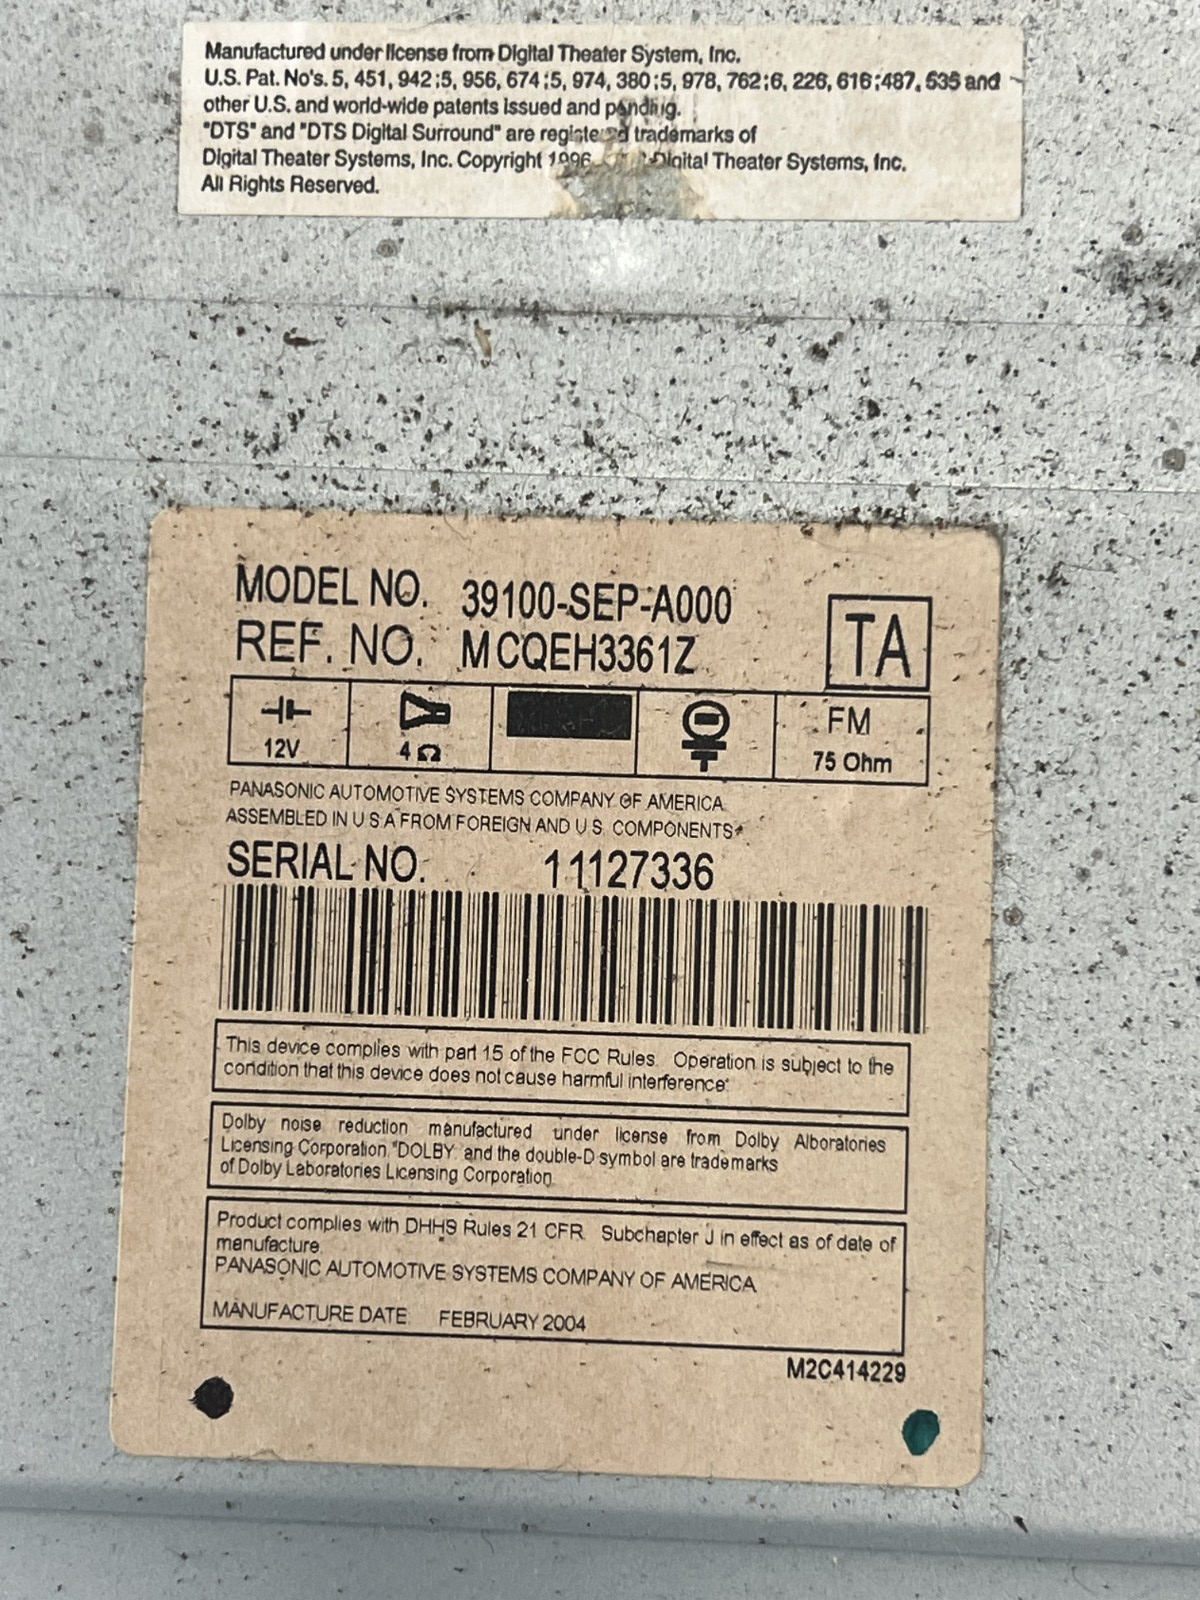 Manufactured under license from Digital Theater System, Inc.
U.S. Pat. No's. 5, 451, 942;5, 956, 674;5, 974, 380;5, 978, 762;6, 226, 616;487, 535 and
other U.S. and world-wide patents issued and pending.
"DTS" and "DTS Digital Surround" are registered trademarks of
Digital Theater Systems, Inc. Copyright 1996 Digital Theater Systems, Inc.
All Rights Reserved.
MODEL NO. 39100-SEP-A000
REF. NO. MCQEH3361Z
TA
12V
4 Ω
FM
75 Ohm
PANASONIC AUTOMOTIVE SYSTEMS COMPANY OF AMERICA
ASSEMBLED IN U S A FROM FOREIGN AND U S COMPONENTS
SERIAL NO. 11127336
This device complies with part 15 of the FCC Rules. Operation is subject to the
condition that this device does not cause harmful interference.
Dolby noise reduction manufactured under license from Dolby Alboratories
Licensing Corporation "DOLBY" and the double-D symbol are trademarks
of Dolby Laboratories Licensing Corporation
Product complies with DHHS Rules 21 CFR. Subchapter J in effect as of date of
manufacture.
PANASONIC AUTOMOTIVE SYSTEMS COMPANY OF AMERICA
MANUFACTURE DATE FEBRUARY 2004
M2C414229